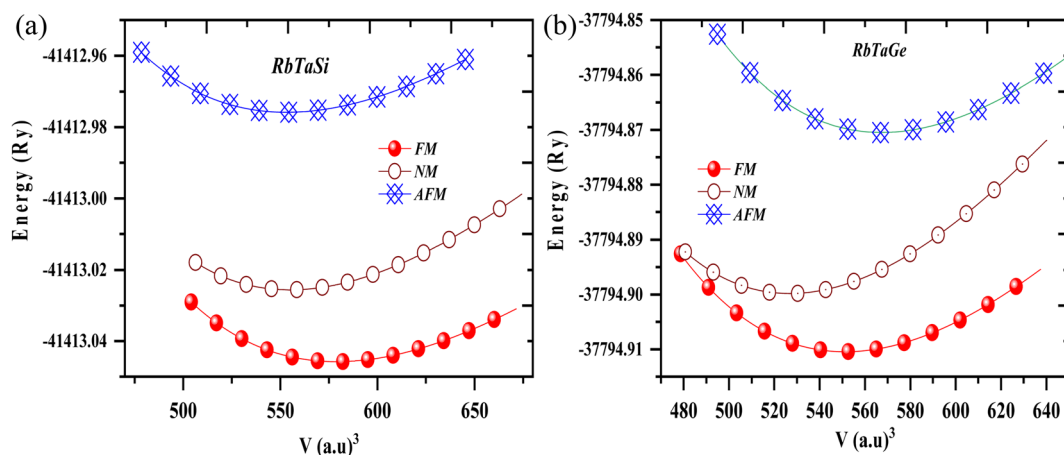 (a)
RbTaSi
-41412.96
-41412.98
-41413.00
-41413.02
-41413.04
Energy (Ry)
FM
NM
AFM
500 550 600 650
V (a.u)³
(b)
RbTaGe
-37794.85
-37794.86
-37794.87
-37794.88
-37794.89
-37794.90
-37794.91
Energy (Ry)
FM
NM
AFM
480 500 520 540 560 580 600 620 640
V (a.u)³